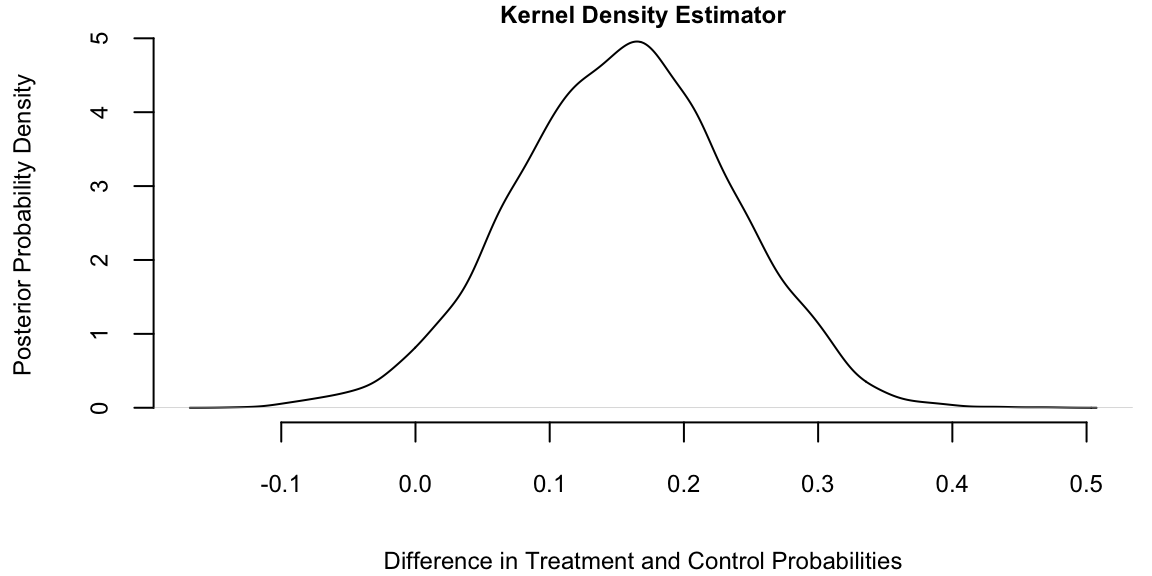 Kernel Density Estimator
Posterior Probability Density
5
4
3
2
1
0
-0.1 0.0 0.1 0.2 0.3 0.4 0.5
Difference in Treatment and Control Probabilities